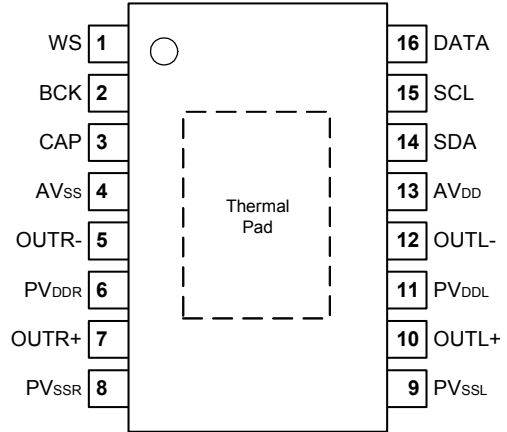 WS 1
BCK 2
CAP 3
AVSS 4
OUTR- 5
PVDDR 6
OUTR+ 7
PVSSR 8
Thermal
Pad
16 DATA
15 SCL
14 SDA
13 AVDD
12 OUTL-
11 PVDDL
10 OUTL+
9 PVSSL